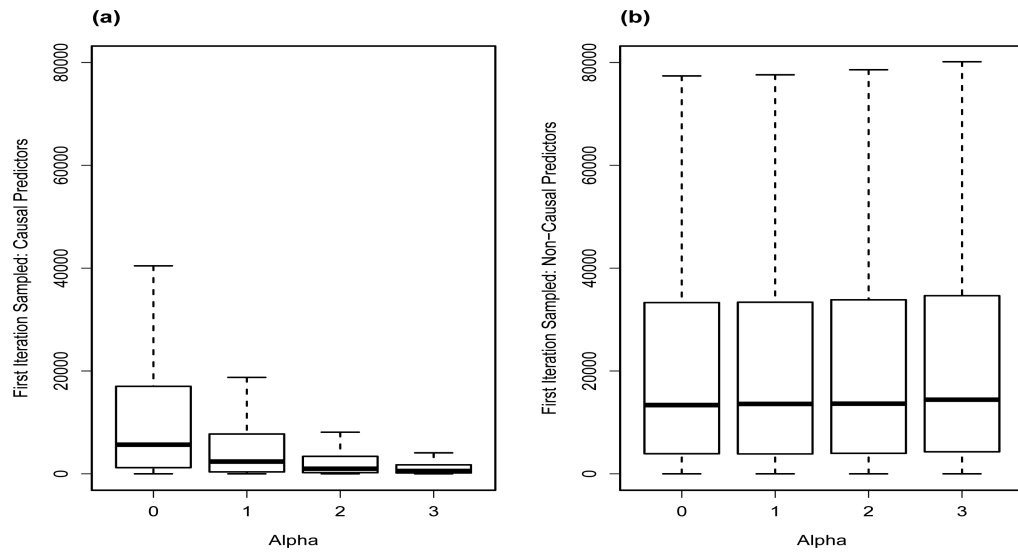 (a)
First Iteration Sampled: Causal Predictors
80000
60000
40000
20000
0
0 1 2 3
Alpha
(b)
First Iteration Sampled: Non−Causal Predictors
80000
60000
40000
20000
0
0 1 2 3
Alpha